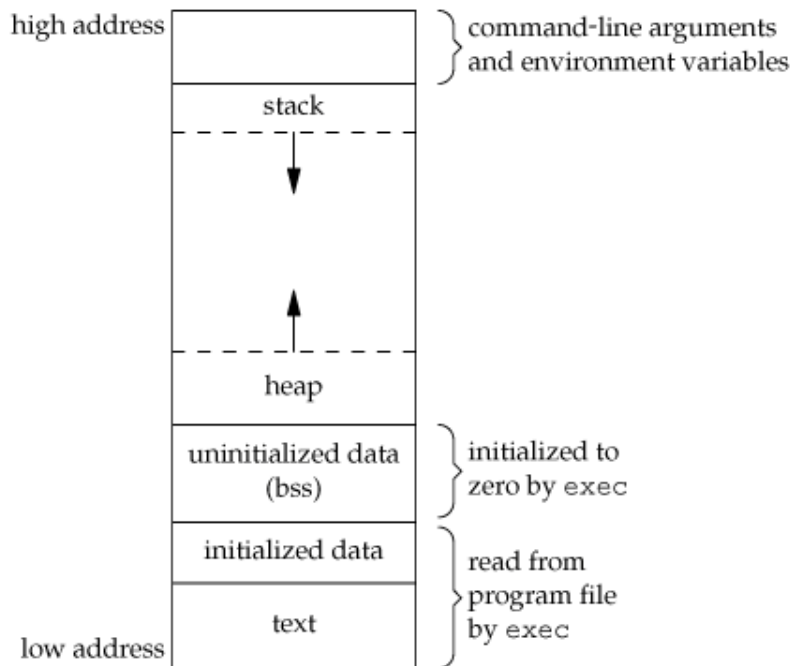 high address
command-line arguments
and environment variables
stack
heap
uninitialized data
(bss)
initialized to
zero by exec
initialized data
read from
program file
by exec
text
low address